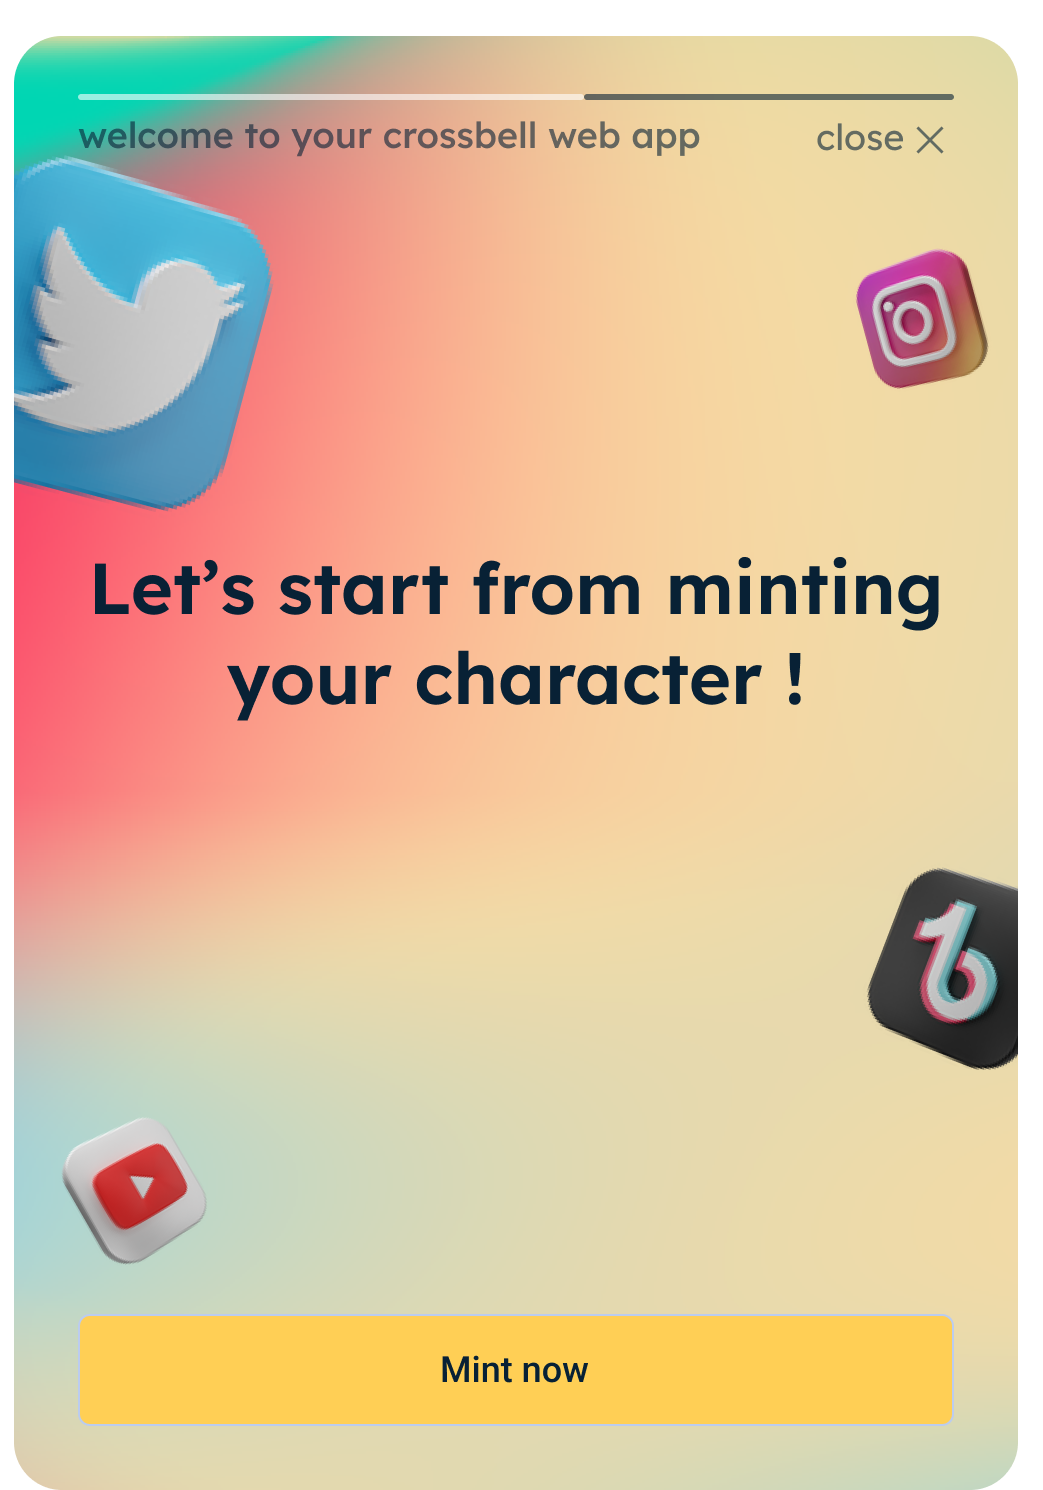 welcome to your crossbell web app
close
Let’s start from minting
your character !
Mint now